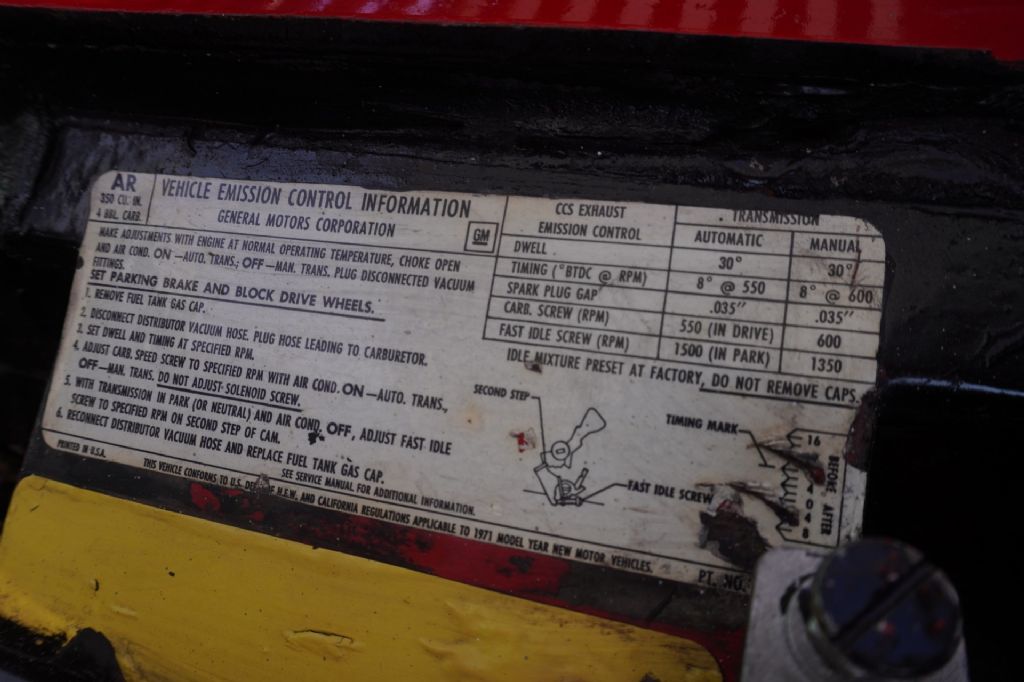 AR
350 CU. IN.
4 BBL. CARB.
VEHICLE EMISSION CONTROL INFORMATION
GENERAL MOTORS CORPORATION
GM
MAKE ADJUSTMENTS WITH ENGINE AT NORMAL OPERATING TEMPERATURE, CHOKE OPEN
AND AIR COND. ON —AUTO. TRANS.; OFF—MAN. TRANS. PLUG DISCONNECTED VACUUM
FITTINGS.
SET PARKING BRAKE AND BLOCK DRIVE WHEELS.
1. REMOVE FUEL TANK GAS CAP.
2. DISCONNECT DISTRIBUTOR VACUUM HOSE. PLUG HOSE LEADING TO CARBURETOR.
3. SET DWELL AND TIMING AT SPECIFIED RPM.
4. ADJUST CARB. SPEED SCREW TO SPECIFIED RPM WITH AIR COND. ON—AUTO. TRANS.,
OFF—MAN. TRANS. DO NOT ADJUST SOLENOID SCREW.
5. WITH TRANSMISSION IN PARK (OR NEUTRAL) AND AIR COND. OFF, ADJUST FAST IDLE
SCREW TO SPECIFIED RPM ON SECOND STEP OF CAM.
6. RECONNECT DISTRIBUTOR VACUUM HOSE AND REPLACE FUEL TANK GAS CAP.
SEE SERVICE MANUAL FOR ADDITIONAL INFORMATION.
PRINTED IN U.S.A.
THIS VEHICLE CONFORMS TO U.S. DEPT. OF H.E.W. AND CALIFORNIA REGULATIONS APPLICABLE TO 1971 MODEL YEAR NEW MOTOR VEHICLES.
PT. NO.
CCS EXHAUST EMISSION CONTROL
TRANSMISSION
AUTOMATIC MANUAL
DWELL 30° 30°
TIMING (°BTDC @ RPM) 8° @ 550 8° @ 600
SPARK PLUG GAP .035" .035"
CARB. SCREW (RPM) 550 (IN DRIVE) 600
FAST IDLE SCREW (RPM) 1500 (IN PARK) 1350
IDLE MIXTURE PRESET AT FACTORY, DO NOT REMOVE CAPS.
SECOND STEP
FAST IDLE SCREW
TIMING MARK
16
4
0
4
8
BEFORE AFTER